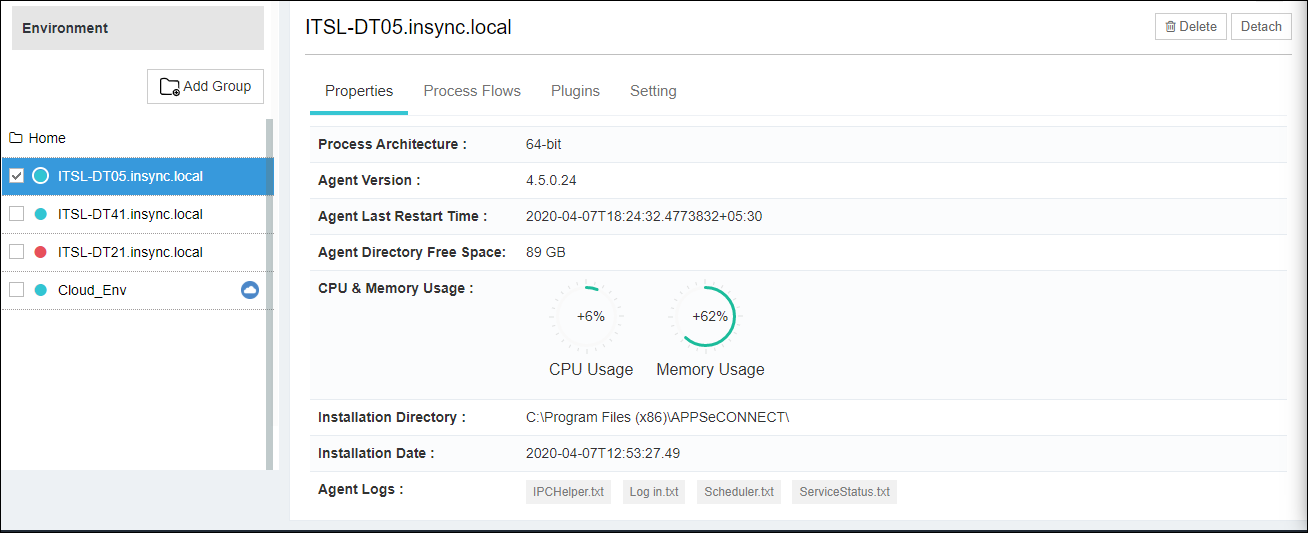 Environment
Add Group
Home
ITSL-DT05.insync.local
ITSL-DT41.insync.local
ITSL-DT21.insync.local
Cloud_Env
ITSL-DT05.insync.local
Delete Detach
Properties Process Flows Plugins Setting
Process Architecture : 64-bit
Agent Version : 4.5.0.24
Agent Last Restart Time : 2020-04-07T18:24:32.4773832+05:30
Agent Directory Free Space: 89 GB
CPU & Memory Usage :
+6% +62%
CPU Usage Memory Usage
Installation Directory : C:\Program Files (x86)\APPSeCONNECT\
Installation Date : 2020-04-07T12:53:27.49
Agent Logs : IPCHelper.txt Log in.txt Scheduler.txt ServiceStatus.txt